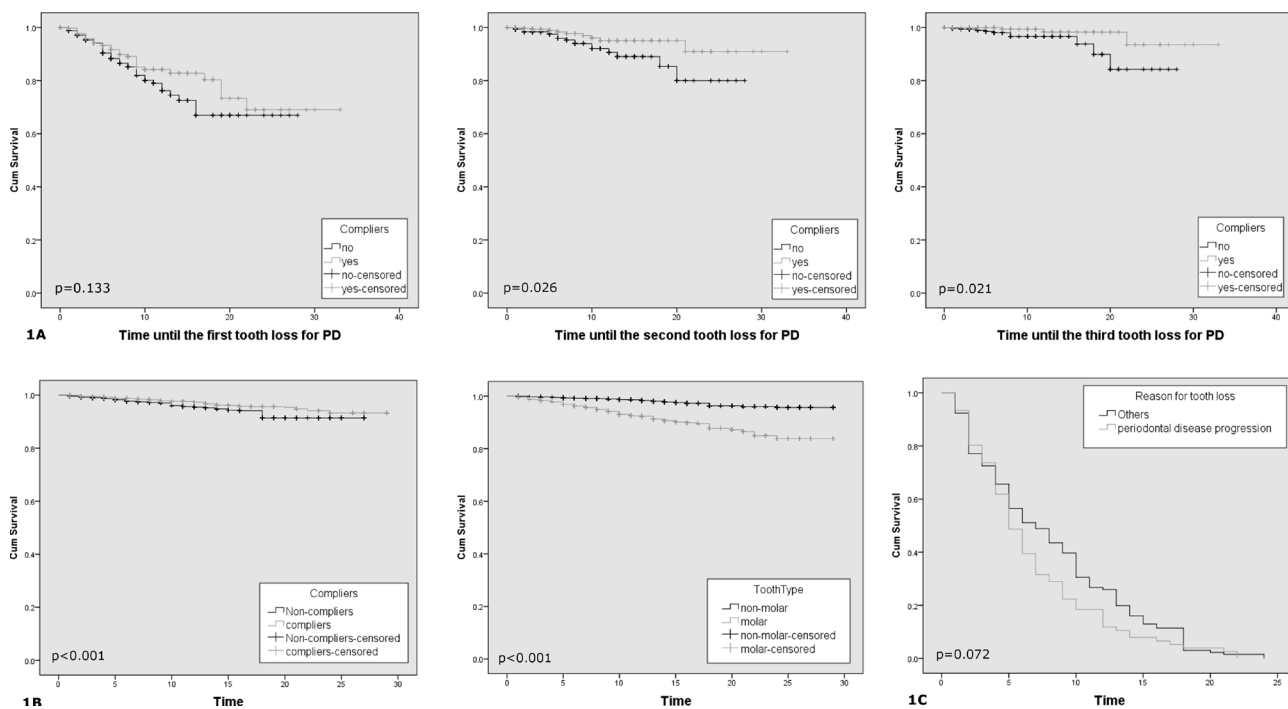 Cum Survival
1.0
0.8
0.6
0.4
0.2
0.0
Compliers
no
yes
no-censored
yes-censored
p=0.133
0
10
20
30
40
1A
Time until the first tooth loss for PD
Cum Survival
1.0
0.8
0.6
0.4
0.2
0.0
Compliers
no
yes
no-censored
yes-censored
p=0.026
0
10
20
30
40
Time until the second tooth loss for PD
Cum Survival
1.0
0.8
0.6
0.4
0.2
0.0
Compliers
no
yes
no-censored
yes-censored
p=0.021
0
10
20
30
40
Time until the third tooth loss for PD
Cum Survival
1.0
0.8
0.6
0.4
0.2
0.0
Compliers
Non-compliers
compliers
Non-compliers-censored
compliers-censored
p<0.001
0
5
10
15
20
25
30
1B
Time
Cum Survival
1.0
0.8
0.6
0.4
0.2
0.0
ToothType
non-molar
molar
non-molar-censored
molar-censored
p<0.001
0
5
10
15
20
25
30
Time
Cum Survival
1.0
0.8
0.6
0.4
0.2
0.0
Reason for tooth loss
Others
periodontal disease progression
p=0.072
0
5
10
15
20
25
1C
Time